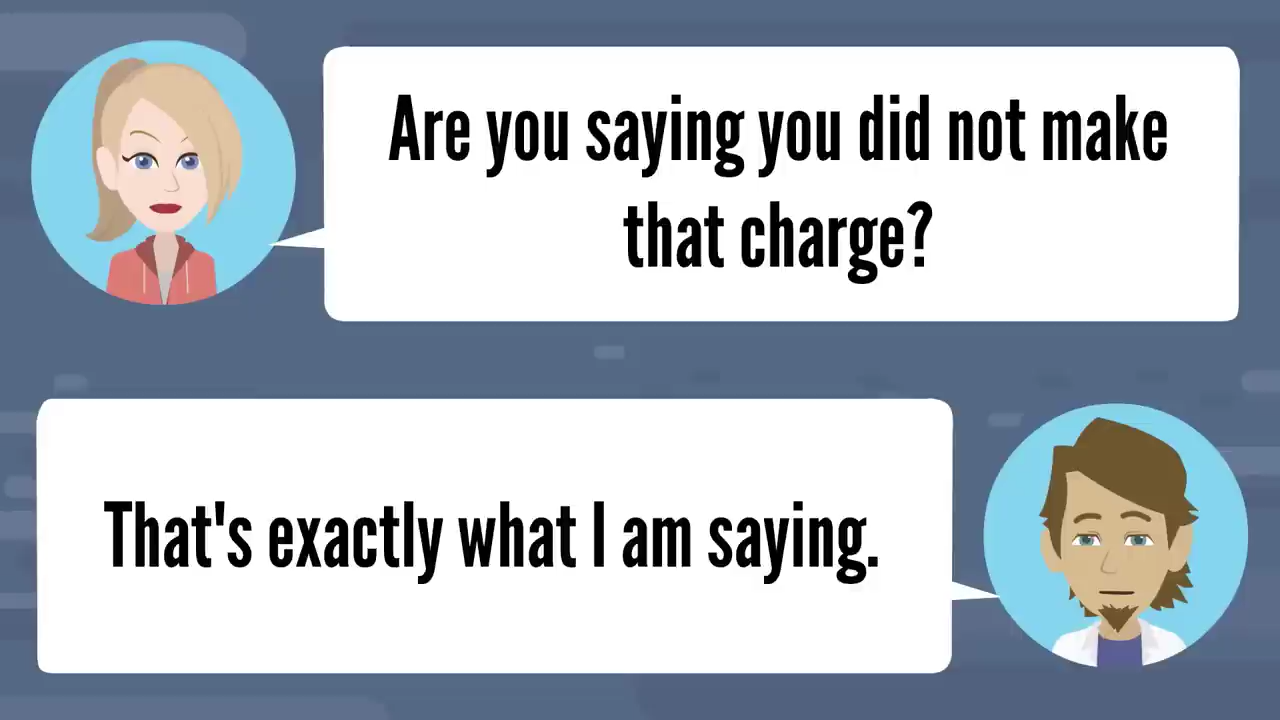 Are you saying you did not make
that charge?
That's exactly what I am saying.